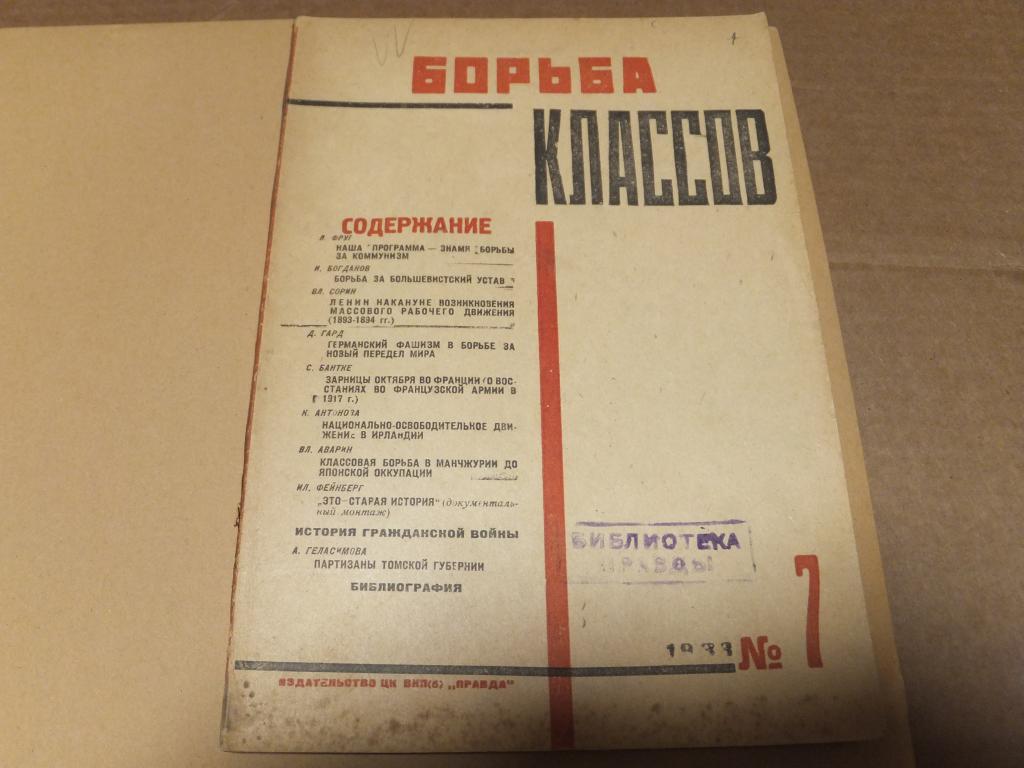 БОРЬБА
КЛАССОВ
СОДЕРЖАНИЕ
Я. ФРУГ
НАША ПРОГРАММА — ЗНАМЯ БОРЬБЫ
ЗА КОММУНИЗМ
И. БОГДАНОВ
БОРЬБА ЗА БОЛЬШЕВИСТСКИЙ УСТАВ
ВЛ. СОРИН
ЛЕНИН НАКАНУНЕ ВОЗНИКНОВЕНИЯ
МАССОВОГО РАБОЧЕГО ДВИЖЕНИЯ
(1893-1894 гг.)
Д. ГАРД
ГЕРМАНСКИЙ ФАШИЗМ В БОРЬБЕ ЗА
НОВЫЙ ПЕРЕДЕЛ МИРА
С. БАНТКЕ
ЗАРНИЦЫ ОКТЯБРЯ ВО ФРАНЦИИ (О ВОС-
СТАНИЯХ ВО ФРАНЦУЗСКОЙ АРМИИ В
1917 г.)
К. АНТОНОВА
НАЦИОНАЛЬНО-ОСВОБОДИТЕЛЬНОЕ ДВИ-
ЖЕНИЕ В ИРЛАНДИИ
ВЛ. АВАРИН
КЛАССОВАЯ БОРЬБА В МАНЧЖУРИИ ДО
ЯПОНСКОЙ ОККУПАЦИИ
ИЛ. ФЕЙНБЕРГ
„ЭТО—СТАРАЯ ИСТОРИЯ" (документаль-
ный монтаж)
ИСТОРИЯ ГРАЖДАНСКОЙ ВОЙНЫ
А. ГЕЛАСИМОВА
ПАРТИЗАНЫ ТОМСКОЙ ГУБЕРНИИ
БИБЛИОГРАФИЯ
БИБЛИОТЕКА
ПРАВДЫ
1933 № 7
ИЗДАТЕЛЬСТВО ЦК ВКП(б) „ПРАВДА"